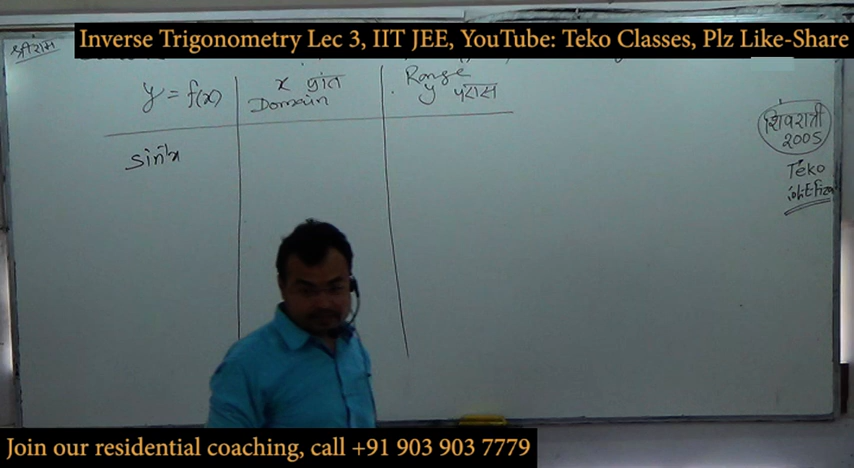 श्रीराम
Inverse Trigonometry Lec 3, IIT JEE, YouTube: Teko Classes, Plz Like-Share
y = f(x)
x प्रांत
Domain
Range
y परास
sin⁻¹x
शिवरात्री
2005
Teko
Join our residential coaching, call +91 903 903 7779